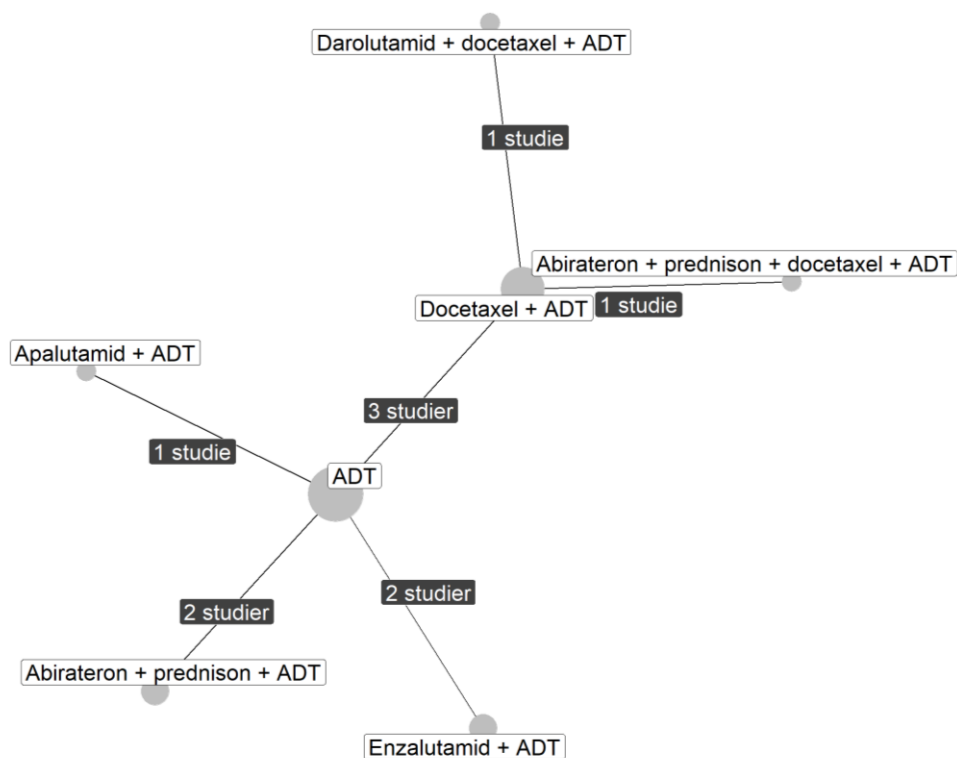 Darolutamid + docetaxel + ADT
1 studie
Abirateron + prednison + docetaxel + ADT
1 studie
Docetaxel + ADT
Apalutamid + ADT
3 studier
1 studie
ADT
2 studier
2 studier
Abirateron + prednison + ADT
Enzalutamid + ADT